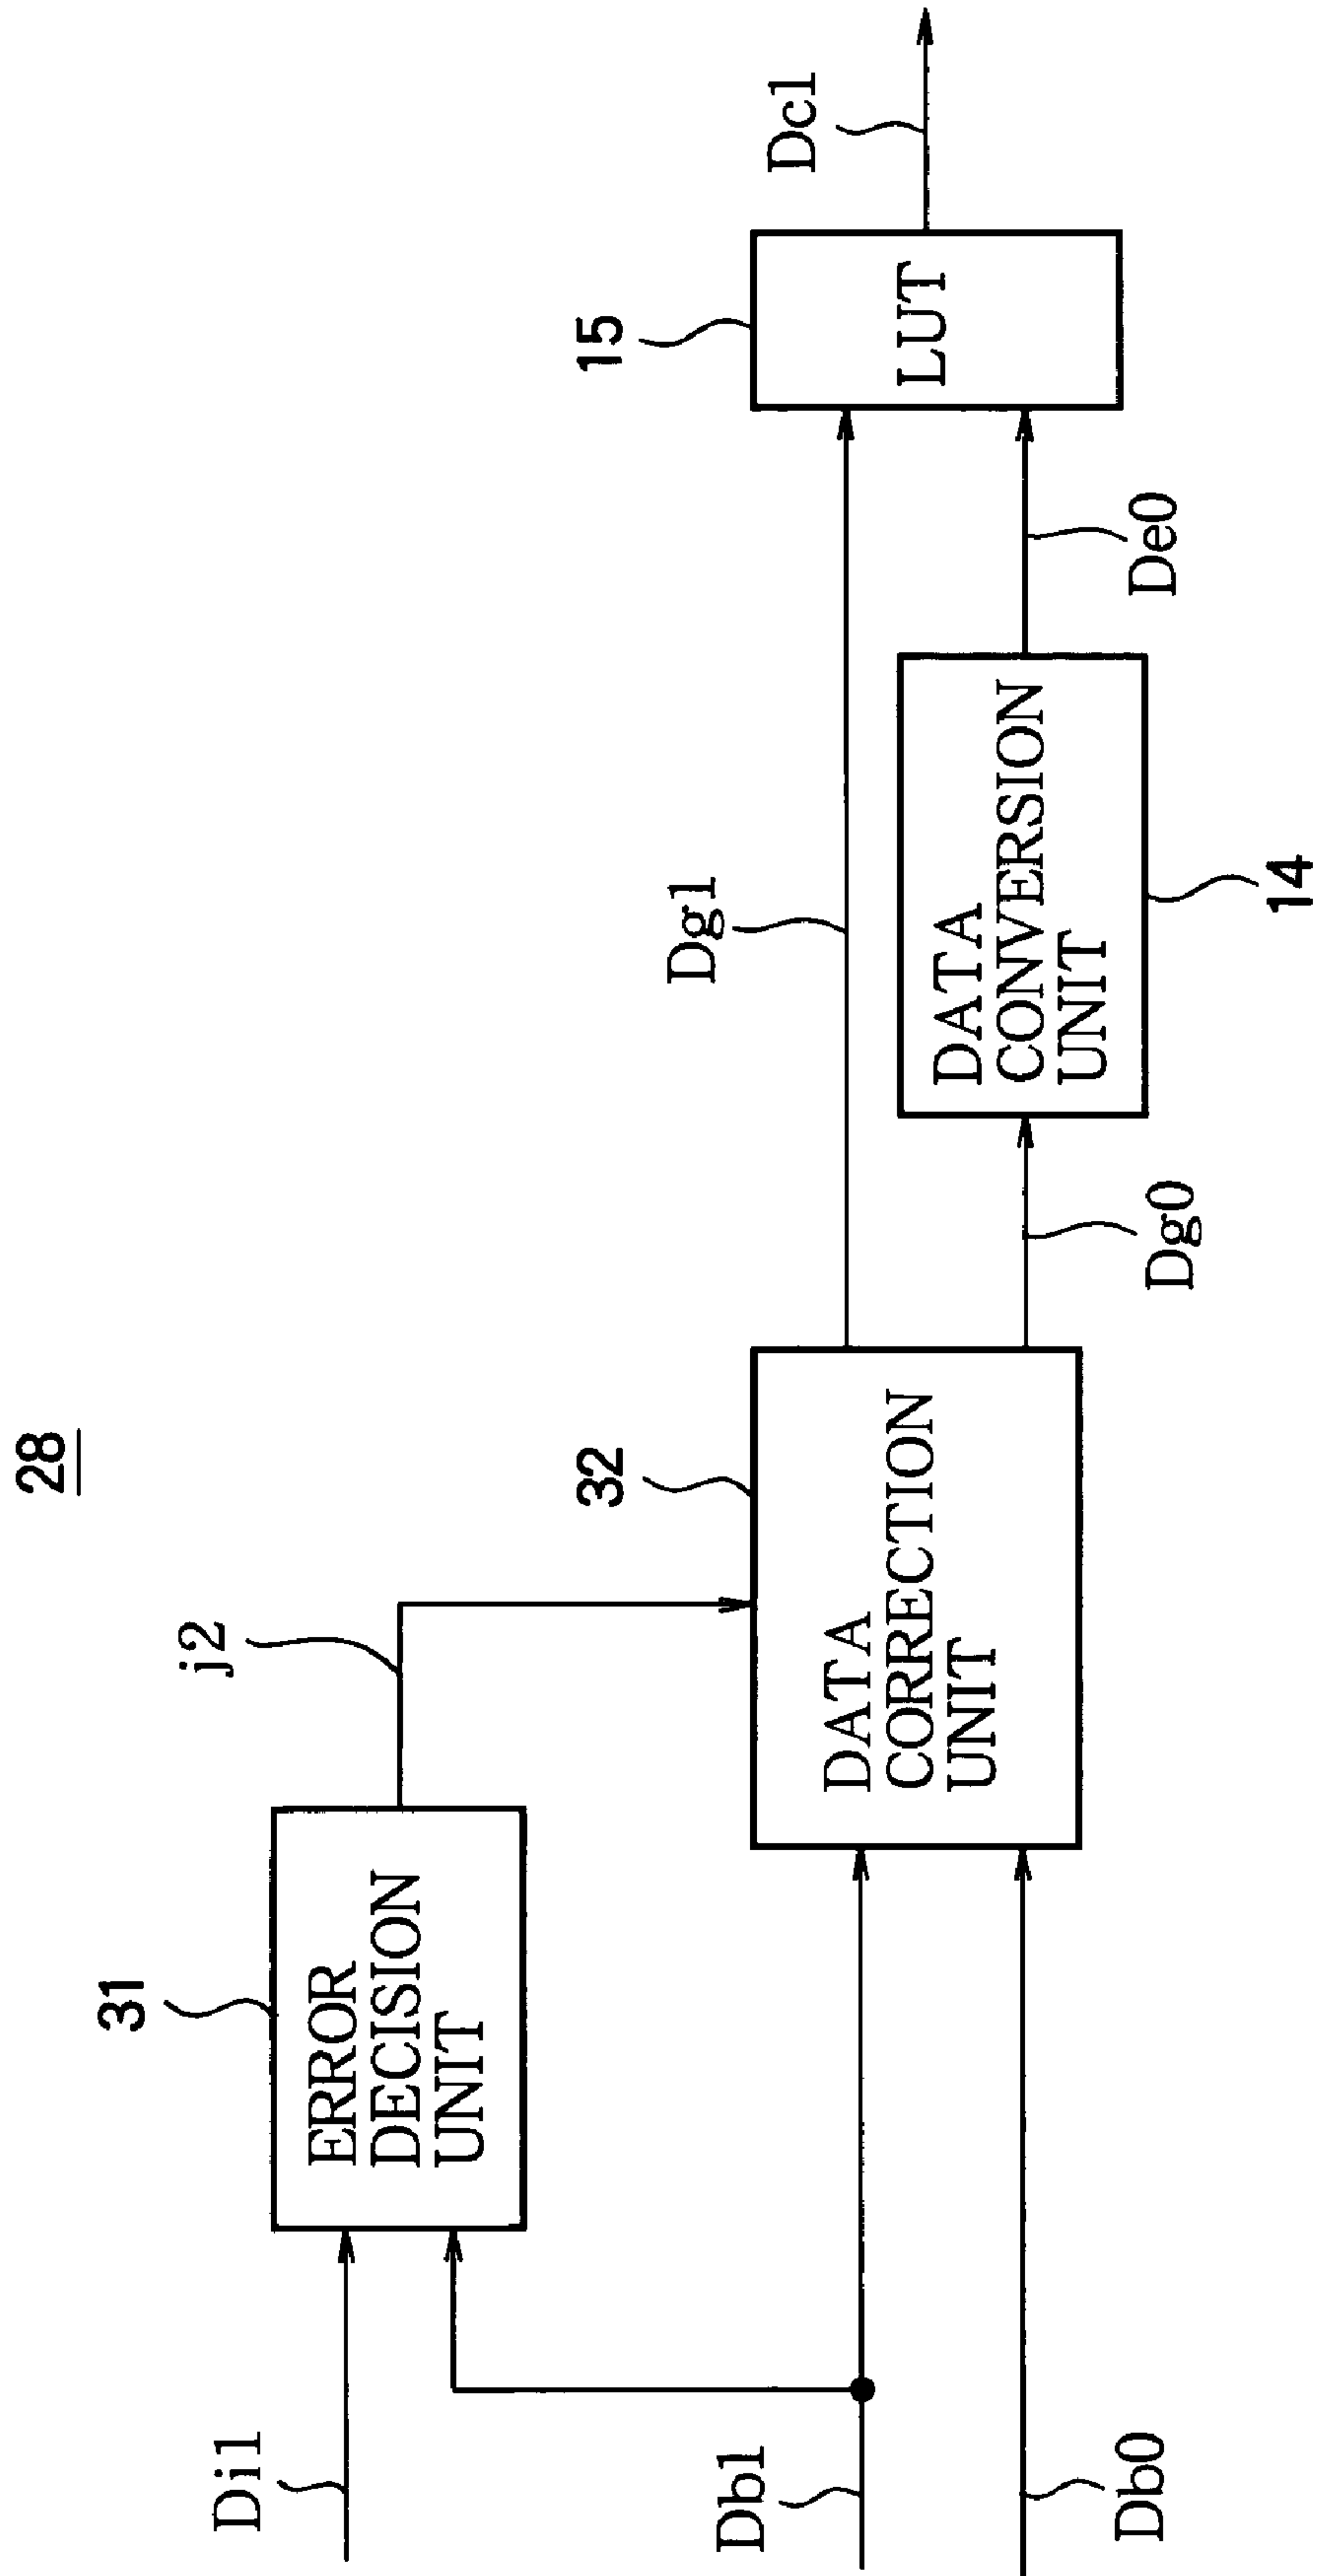 28
Di1
31
ERROR
DECISION
UNIT
j2
Db1
Db0
32
DATA
CORRECTION
UNIT
Dg1
Dg0
DATA
CONVERSION
UNIT
14
De0
15
LUT
Dc1